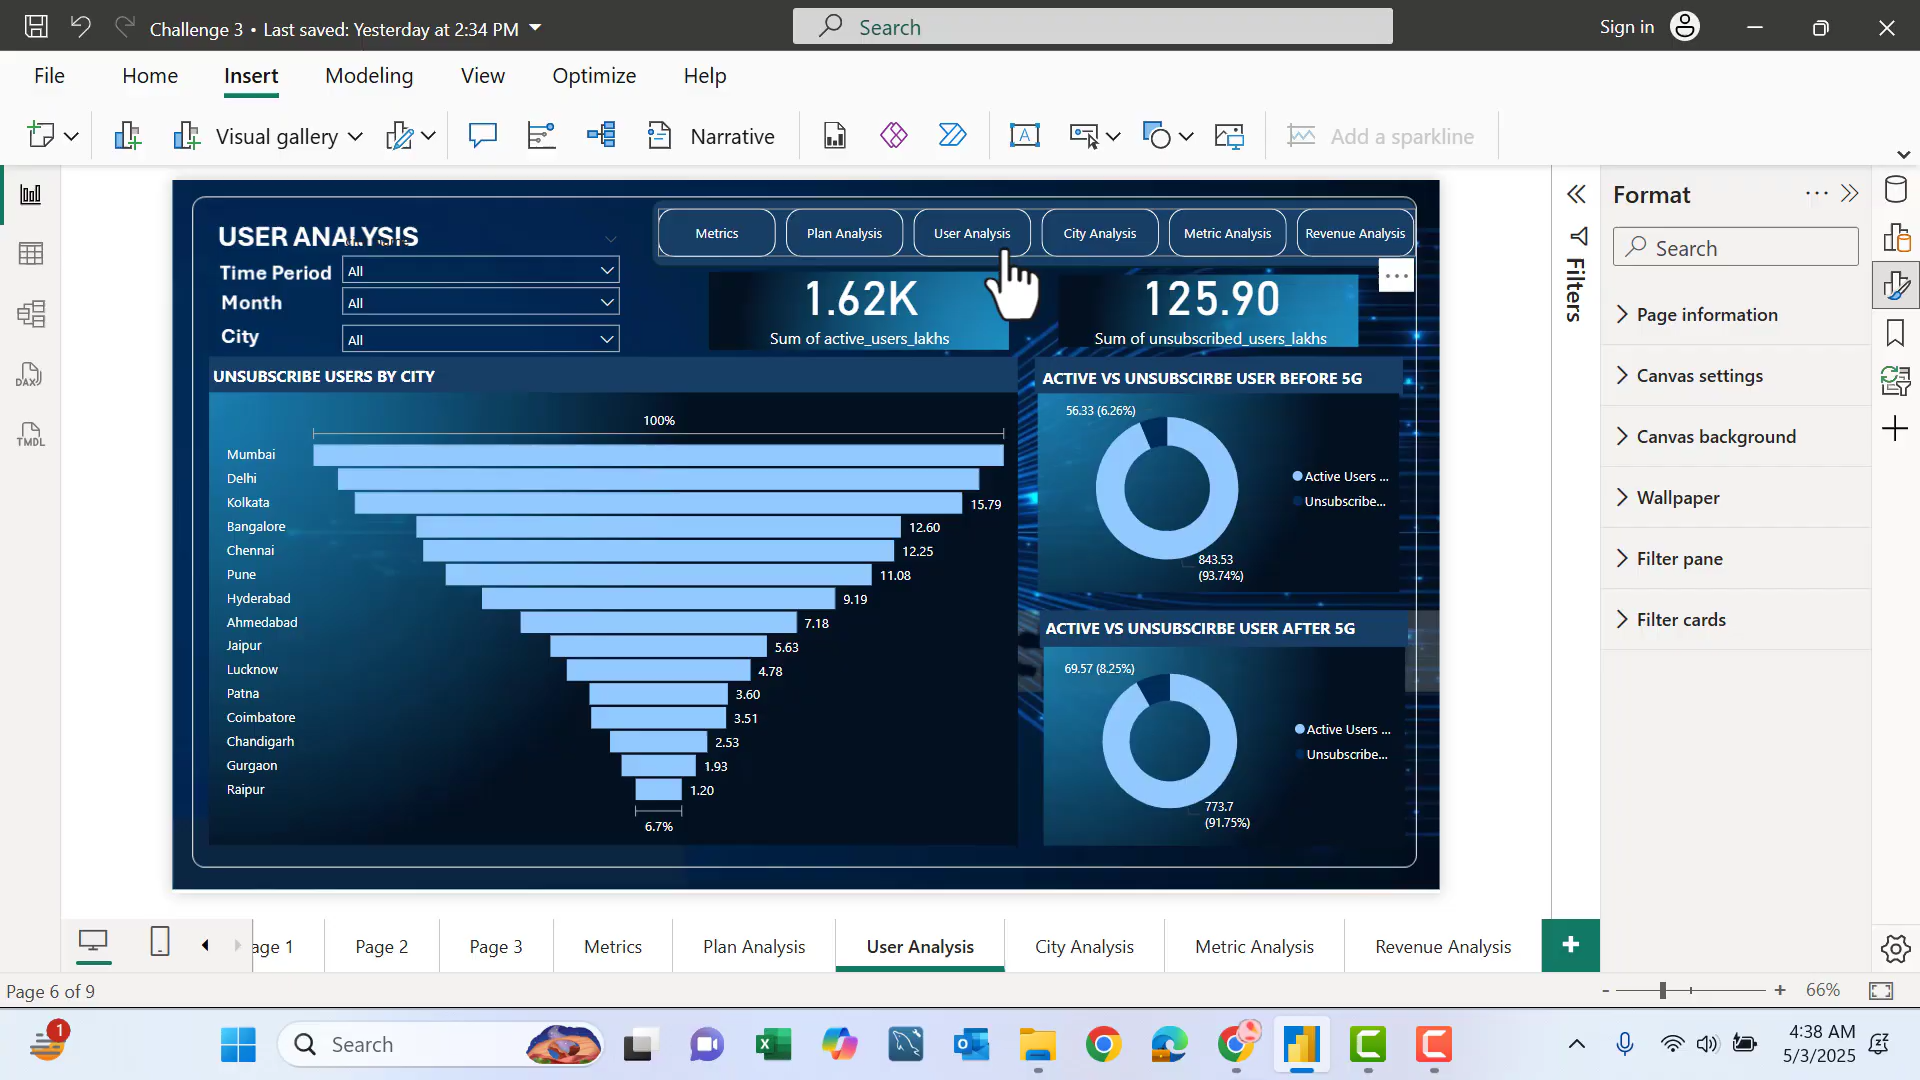 Challenge 3 • Last saved: Yesterday at 2:34 PM
Search
Sign in
File
Home
Insert
Modeling
View
Optimize
Help
Visual gallery
Narrative
Add a sparkline
USER ANALYSIS
Metrics
Plan Analysis
User Analysis
City Analysis
Metric Analysis
Revenue Analysis
Time Period
All
Month
All
City
All
1.62K
Sum of active_users_lakhs
125.90
Sum of unsubscribed_users_lakhs
UNSUBSCRIBE USERS BY CITY
100%
Mumbai
Delhi
Kolkata
15.79
Bangalore
12.60
Chennai
12.25
Pune
11.08
Hyderabad
9.19
Ahmedabad
7.18
Jaipur
5.63
Lucknow
4.78
Patna
3.60
Coimbatore
3.51
Chandigarh
2.53
Gurgaon
1.93
Raipur
1.20
6.7%
ACTIVE VS UNSUBSCIRBE USER BEFORE 5G
56.33 (6.26%)
Active Users ...
Unsubscribe...
843.53
(93.74%)
ACTIVE VS UNSUBSCIRBE USER AFTER 5G
69.57 (8.25%)
Active Users ...
Unsubscribe...
773.7
(91.75%)
Filters
Format
Search
Page information
Canvas settings
Canvas background
Wallpaper
Filter pane
Filter cards
DAX
TMDL
age 1
Page 2
Page 3
Metrics
Plan Analysis
User Analysis
City Analysis
Metric Analysis
Revenue Analysis
Page 6 of 9
66%
1
Search
4:38 AM
5/3/2025